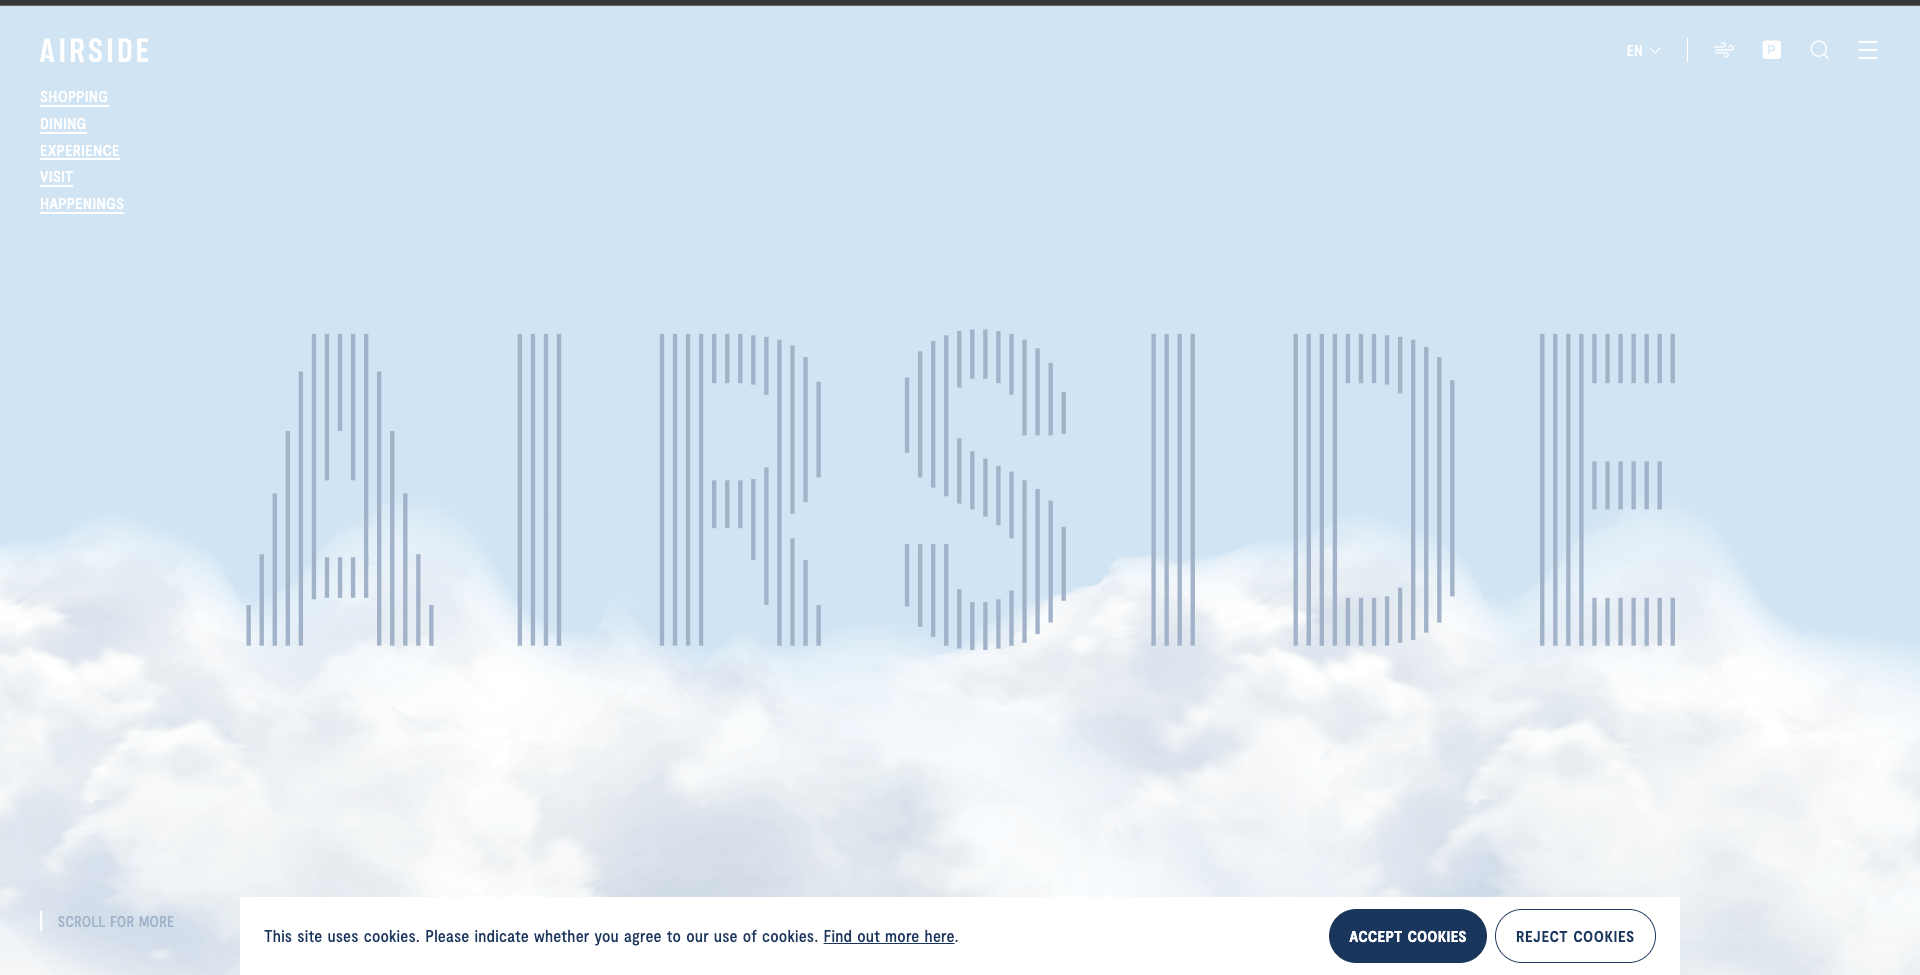 AIRSIDE
EN
P
SHOPPING
DINING
EXPERIENCE
VISIT
HAPPENINGS
AIRSIDE
SCROLL FOR MORE
This site uses cookies. Please indicate whether you agree to our use of cookies. Find out more here.
ACCEPT COOKIES
REJECT COOKIES